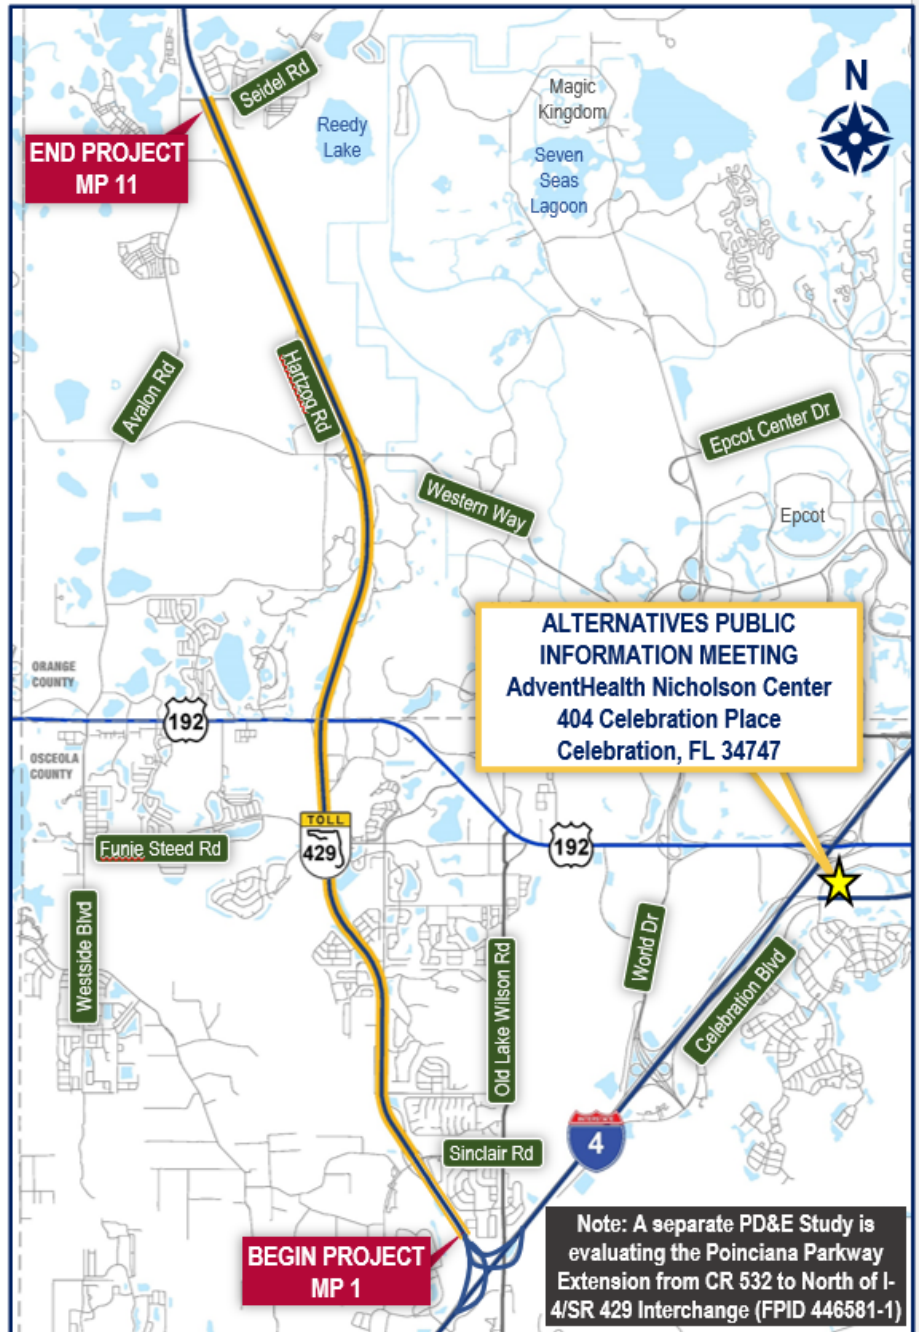 Seidel Rd
N
Magic
Kingdom
Reedy
Lake
END PROJECT
MP 11
Seven
Seas
Lagoon
Hartzog Rd
Avalon Rd
Epcot Center Dr
Western Way
Epcot
ALTERNATIVES PUBLIC
INFORMATION MEETING
AdventHealth Nicholson Center
404 Celebration Place
Celebration, FL 34747
ORANGE
COUNTY
192
OSCEOLA
COUNTY
TOLL
429
Funie Steed Rd
192
Westside Blvd
Old Lake Wilson Rd
World Dr
Celebration Blvd
4
Sinclair Rd
BEGIN PROJECT
MP 1
Note: A separate PD&E Study is
evaluating the Poinciana Parkway
Extension from CR 532 to North of I-
4/SR 429 Interchange (FPID 446581-1)